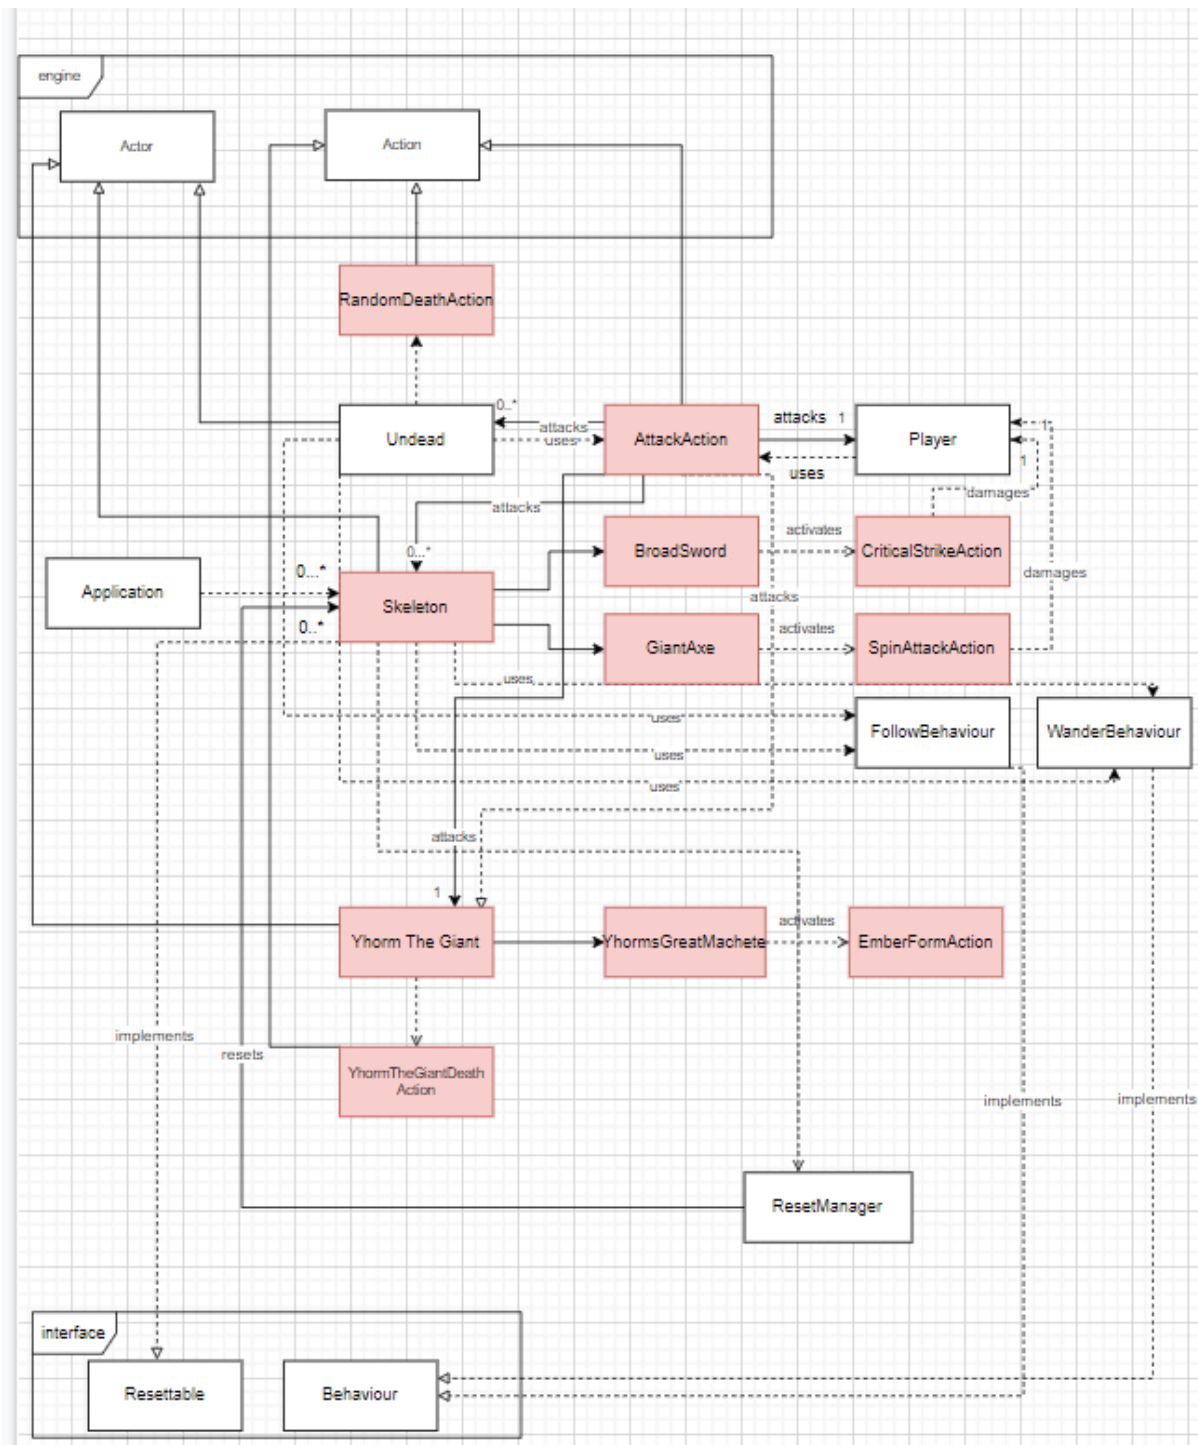 engine
Actor
Action
RandomDeathAction
0..*
Undead
attacks
uses
AttackAction
attacks
1
uses
Player
1
1
damages
attacks
0...*
BroadSword
activates
CriticalStrikeAction
damages
Application
0...*
0..*
Skeleton
attacks
GiantAxe
activates
SpinAttackAction
uses
uses
FollowBehaviour
WanderBehaviour
uses
uses
attacks
1
Yhorm The Giant
YhormsGreatMachete
activates
EmberFormAction
implements
resets
YhormTheGiantDeath
Action
implements
implements
ResetManager
interface
Resettable
Behaviour